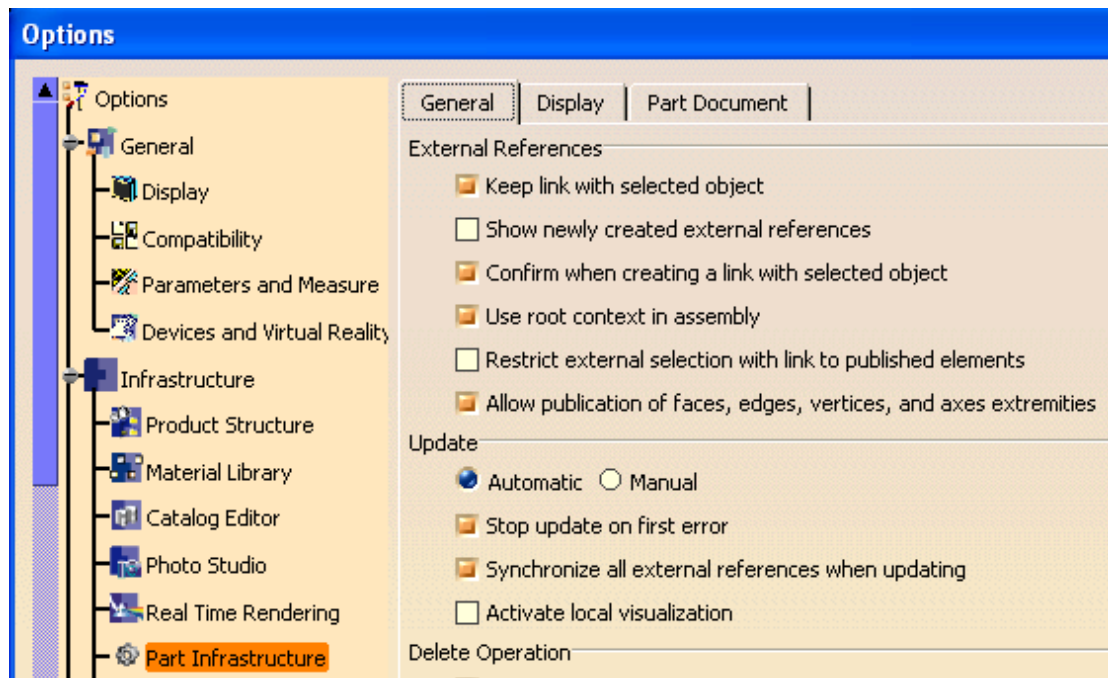 Options
Options
General
Display
Compatibility
Parameters and Measure
Devices and Virtual Reality
Infrastructure
Product Structure
Material Library
Catalog Editor
Photo Studio
Real Time Rendering
Part Infrastructure
General Display Part Document
External References
Keep link with selected object
Show newly created external references
Confirm when creating a link with selected object
Use root context in assembly
Restrict external selection with link to published elements
Allow publication of faces, edges, vertices, and axes extremities
Update
Automatic Manual
Stop update on first error
Synchronize all external references when updating
Activate local visualization
Delete Operation